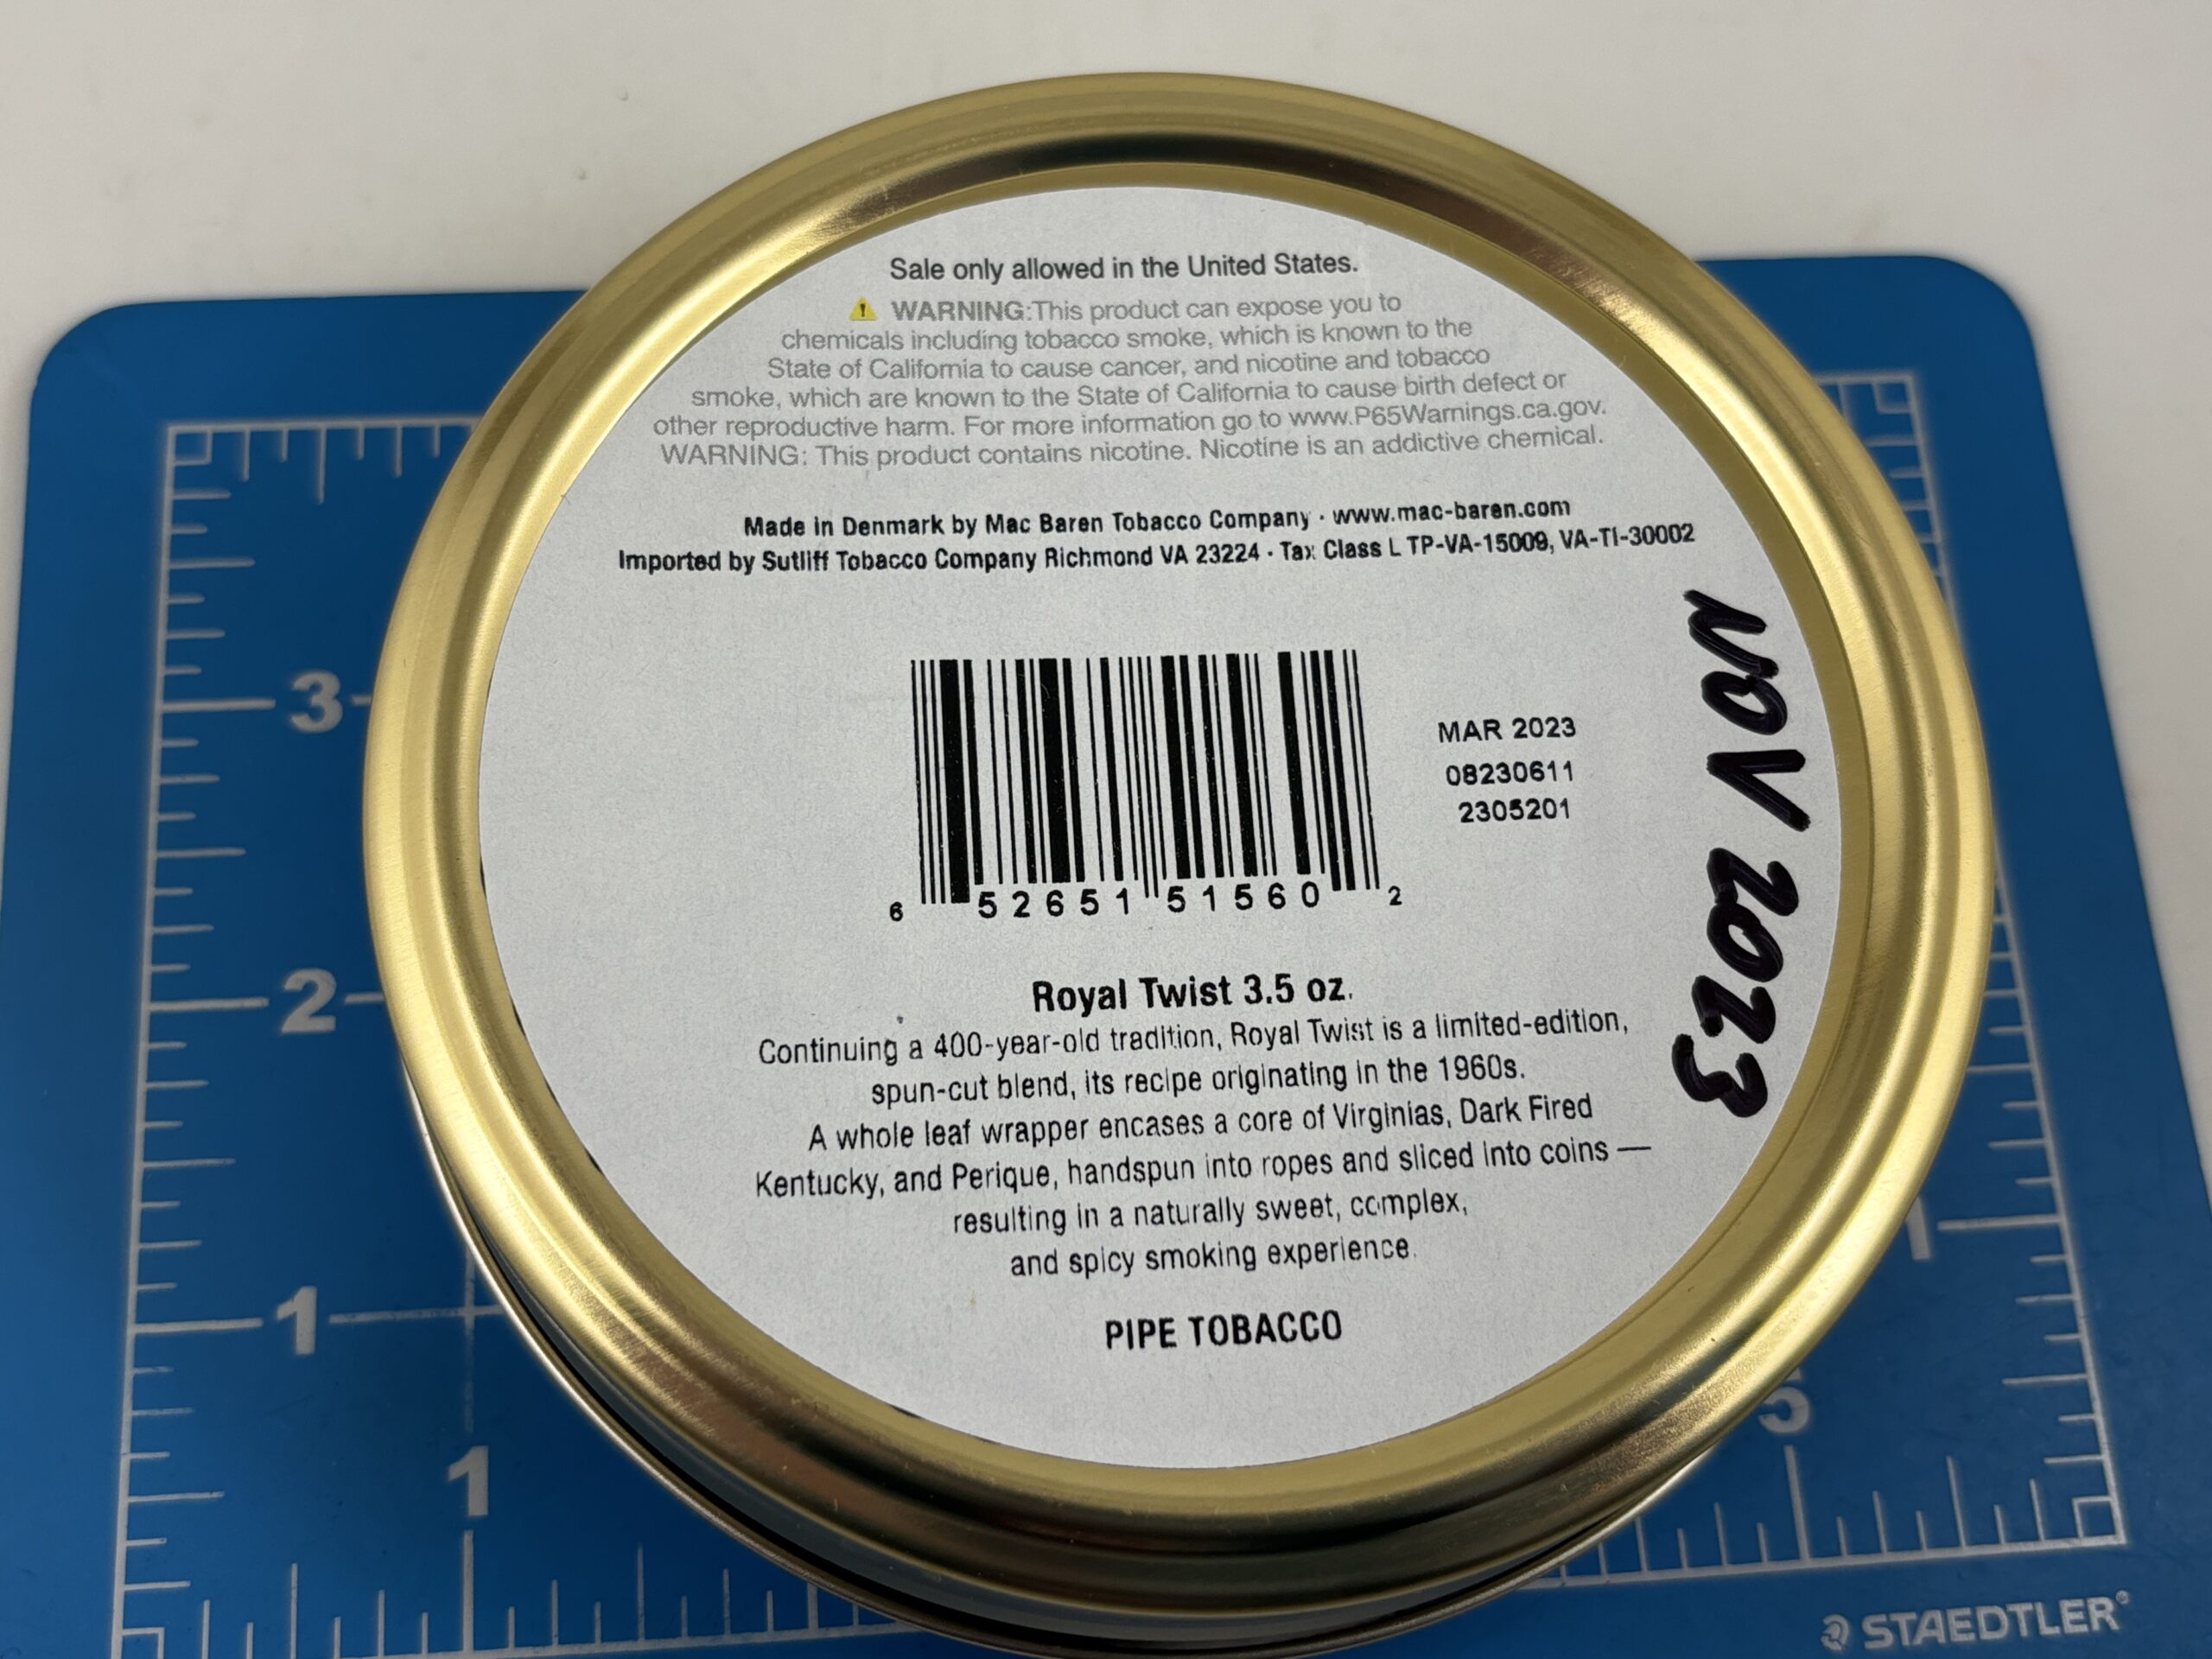 Sale only allowed in the United States.
⚠ WARNING:This product can expose you to
chemicals including tobacco smoke, which is known to the
State of California to cause cancer, and nicotine and tobacco
smoke, which are known to the State of California to cause birth defect or
other reproductive harm. For more information go to www.P65Warnings.ca.gov.
WARNING: This product contains nicotine. Nicotine is an addictive chemical.
Made in Denmark by Mac Baren Tobacco Company · www.mac-baren.com
Imported by Sutliff Tobacco Company Richmond VA 23224 · Tax Class L TP-VA-15009, VA-TI-30002
MAR 2023
08230611
2305201
6 52651 51560 2
NOV 2023
Royal Twist 3.5 oz.
Continuing a 400-year-old tradition, Royal Twist is a limited-edition,
spun-cut blend, its recipe originating in the 1960s.
A whole leaf wrapper encases a core of Virginias, Dark Fired
Kentucky, and Perique, handspun into ropes and sliced into coins —
resulting in a naturally sweet, complex,
and spicy smoking experience.
PIPE TOBACCO
3
2
1
1
1
5
STAEDTLER®